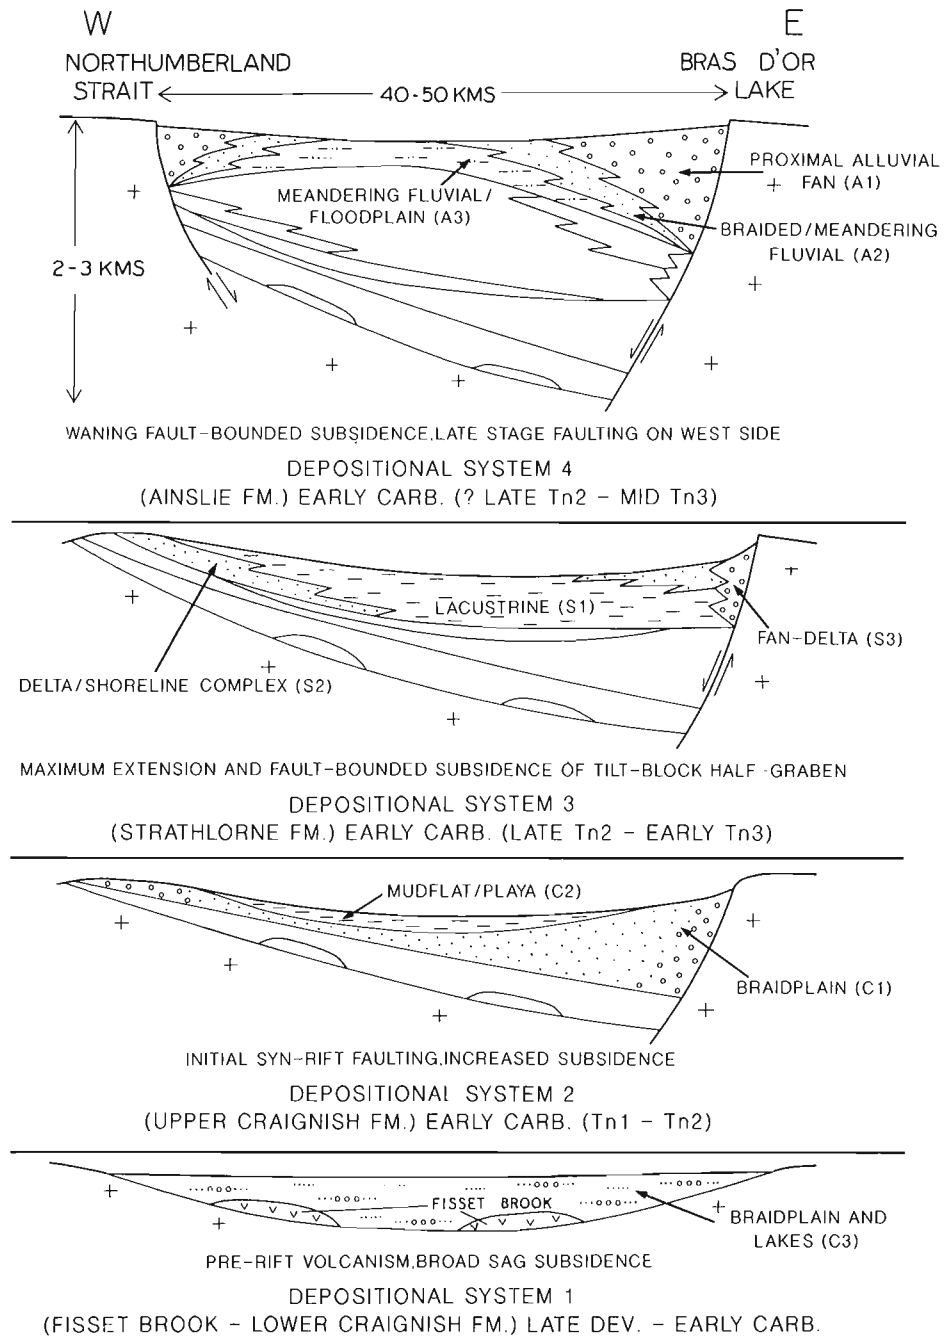 W
E
NORTHUMBERLAND
STRAIT
BRAS D'OR
LAKE
40-50 KMS
PROXIMAL ALLUVIAL
FAN (A1)
MEANDERING FLUVIAL/
FLOODPLAIN (A3)
BRAIDED/MEANDERING
FLUVIAL (A2)
2-3 KMS
WANING FAULT-BOUNDED SUBSIDENCE,LATE STAGE FAULTING ON WEST SIDE
DEPOSITIONAL SYSTEM 4
(AINSLIE FM.) EARLY CARB. (? LATE Tn2 - MID Tn3)
LACUSTRINE (S1)
FAN-DELTA (S3)
DELTA/SHORELINE COMPLEX (S2)
MAXIMUM EXTENSION AND FAULT-BOUNDED SUBSIDENCE OF TILT-BLOCK HALF-GRABEN
DEPOSITIONAL SYSTEM 3
(STRATHLORNE FM.) EARLY CARB. (LATE Tn2 - EARLY Tn3)
MUDFLAT/PLAYA (C2)
BRAIDPLAIN (C1)
INITIAL SYN-RIFT FAULTING,INCREASED SUBSIDENCE
DEPOSITIONAL SYSTEM 2
(UPPER CRAIGNISH FM.) EARLY CARB. (Tn1 - Tn2)
FISSET BROOK
BRAIDPLAIN AND
LAKES (C3)
PRE-RIFT VOLCANISM,BROAD SAG SUBSIDENCE
DEPOSITIONAL SYSTEM 1
(FISSET BROOK - LOWER CRAIGNISH FM.) LATE DEV. - EARLY CARB.